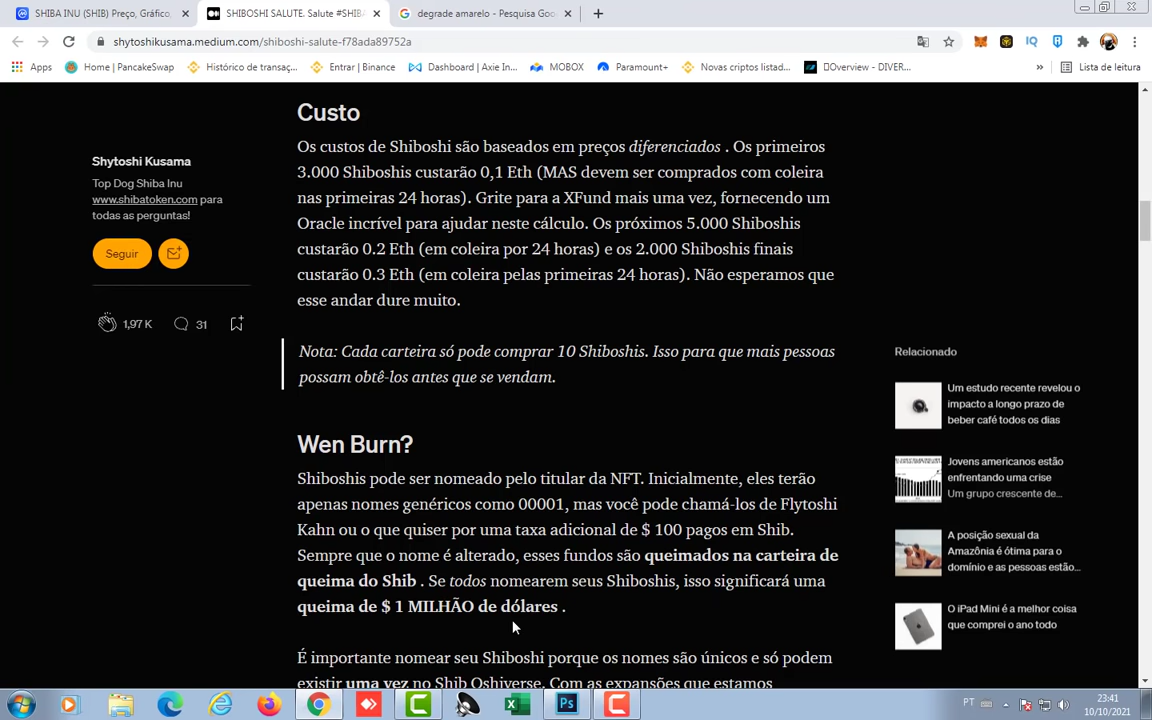 SHIBA INU (SHIB) Preço, Gráfico,
SHIBOSHI SALUTE. Salute #SHIBA
degrade amarelo - Pesquisa Goo
shytoshikusama.medium.com/shiboshi-salute-f78ada89752a
Apps
Home | PancakeSwap
Histórico de transaç...
Entrar | Binance
Dashboard | Axie In...
MOBOX
Paramount+
Novas criptos listad...
Overview - DIVER...
»
Lista de leitura
Custo
Os custos de Shiboshi são baseados em preços diferenciados . Os primeiros
3.000 Shiboshis custarão 0,1 Eth (MAS devem ser comprados com coleira
nas primeiras 24 horas). Grite para a XFund mais uma vez, fornecendo um
Oracle incrível para ajudar neste cálculo. Os próximos 5.000 Shiboshis
custarão 0.2 Eth (em coleira por 24 horas) e os 2.000 Shiboshis finais
custarão 0.3 Eth (em coleira pelas primeiras 24 horas). Não esperamos que
esse andar dure muito.
Nota: Cada carteira só pode comprar 10 Shiboshis. Isso para que mais pessoas
possam obtê-los antes que se vendam.
Wen Burn?
Shiboshis pode ser nomeado pelo titular da NFT. Inicialmente, eles terão
apenas nomes genéricos como 00001, mas você pode chamá-los de Flytoshi
Kahn ou o que quiser por uma taxa adicional de $ 100 pagos em Shib.
Sempre que o nome é alterado, esses fundos são queimados na carteira de
queima do Shib . Se todos nomearem seus Shiboshis, isso significará uma
queima de $ 1 MILHÃO de dólares .
É importante nomear seu Shiboshi porque os nomes são únicos e só podem
existir uma vez no Shib Oshiverse. Com as expansões que estamos
Shytoshi Kusama
Top Dog Shiba Inu
www.shibatoken.com para
todas as perguntas!
Seguir
1,97 K
31
Relacionado
Um estudo recente revelou o
impacto a longo prazo de
beber café todos os dias
Jovens americanos estão
enfrentando uma crise
Um grupo crescente de...
A posição sexual da
Amazônia é ótima para o
domínio e as pessoas estão...
O iPad Mini é a melhor coisa
que comprei o ano todo
PT
23:41
10/10/2021